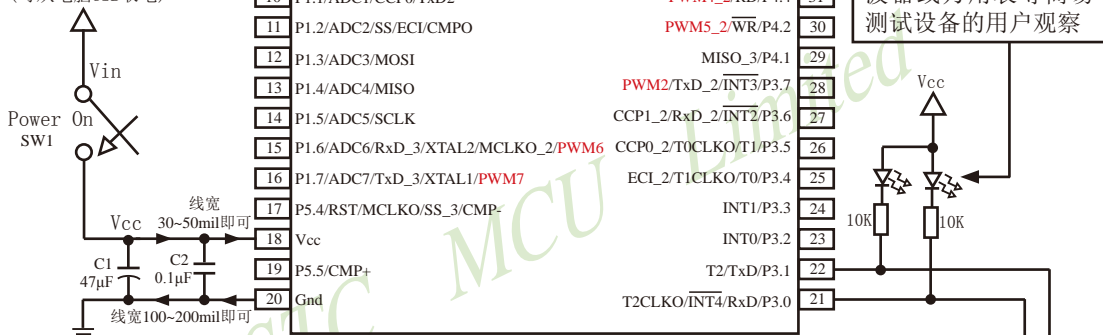 10 P1.1/ADC1/CCP0/TxD2
11 P1.2/ADC2/SS/ECI/CMPO
12 P1.3/ADC3/MOSI
13 P1.4/ADC4/MISO
14 P1.5/ADC5/SCLK
15 P1.6/ADC6/RxD_3/XTAL2/MCLKO_2/PWM6
16 P1.7/ADC7/TxD_3/XTAL1/PWM7
17 P5.4/RST/MCLKO/SS_3/CMP-
18 Vcc
19 P5.5/CMP+
20 Gnd
31
PWM5_2/WR/P4.2 30
MISO_3/P4.1 29
PWM2/TxD_2/INT3/P3.7 28
CCP1_2/RxD_2/INT2/P3.6 27
CCP0_2/T0CLKO/T1/P3.5 26
ECI_2/T1CLKO/T0/P3.4 25
INT1/P3.3 24
INT0/P3.2 23
T2/TxD/P3.1 22
T2CLKO/INT4/RxD/P3.0 21
Vin
Power On
SW1
Vcc
线宽
30~50mil即可
C1
47μF
C2
0.1μF
线宽100~200mil即可
测试设备的用户观察
Vcc
10K
10K
STC MCU Limited